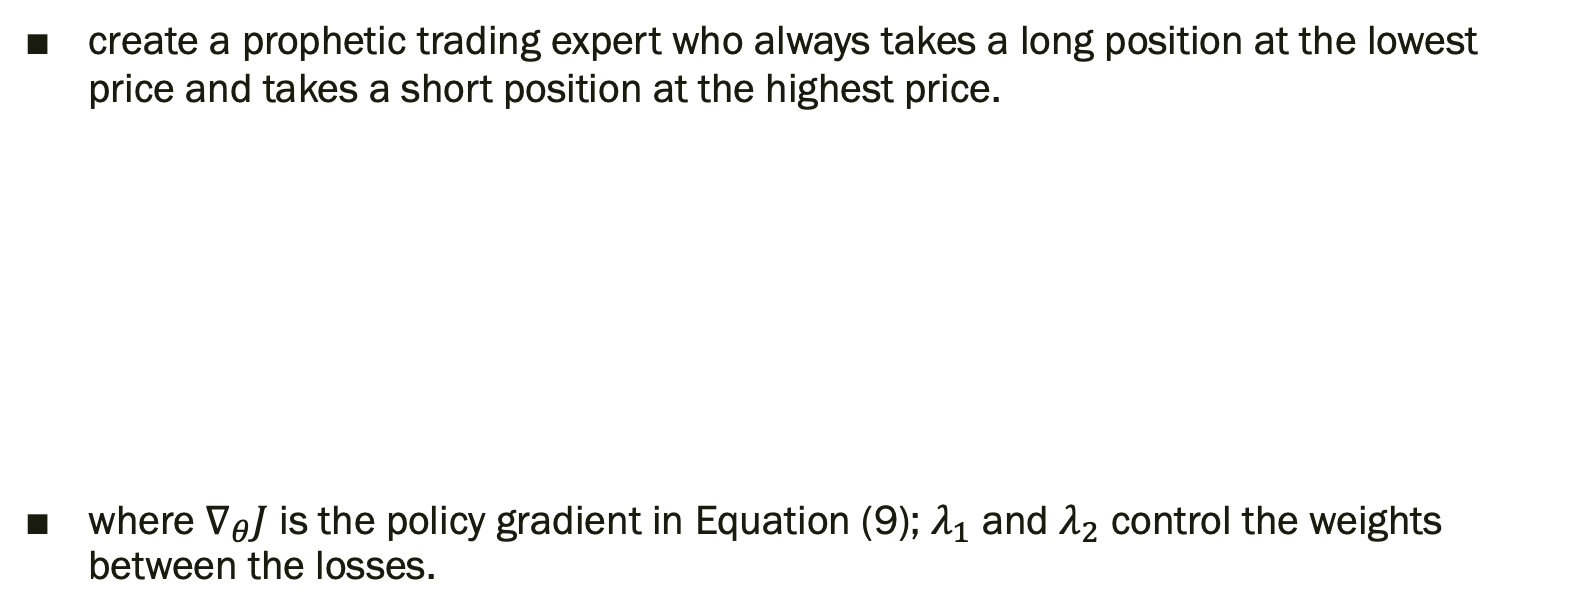 ■ create a prophetic trading expert who always takes a long position at the lowest
price and takes a short position at the highest price.
■ where ∇θJ is the policy gradient in Equation (9); λ1 and λ2 control the weights
between the losses.